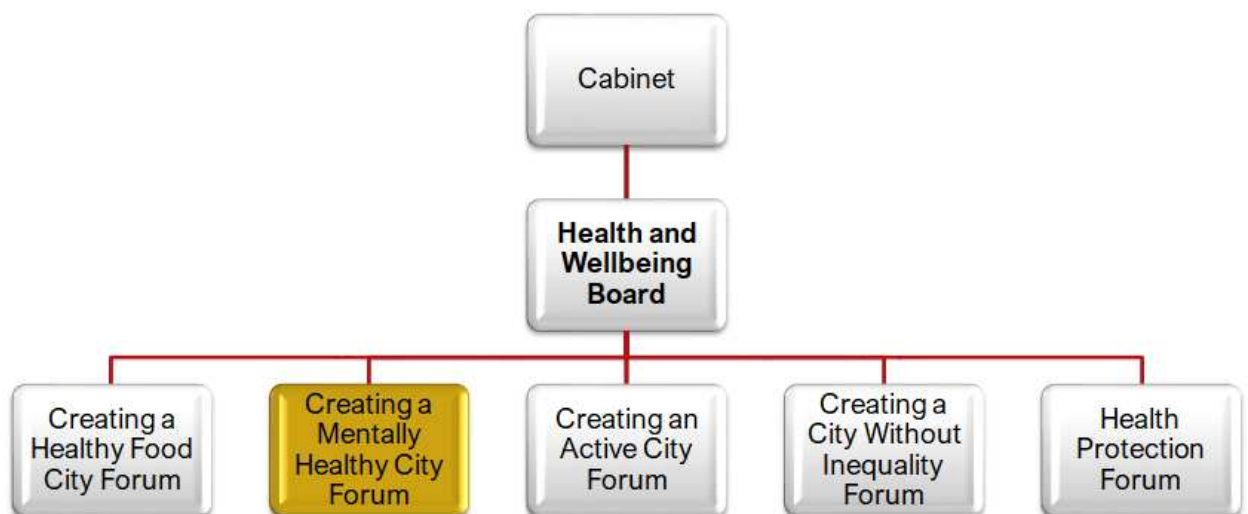 Cabinet
Health and
Wellbeing
Board
Creating a
Healthy Food
City Forum
Creating a
Mentally
Healthy City
Forum
Creating an
Active City
Forum
Creating a
City Without
Inequality
Forum
Health
Protection
Forum